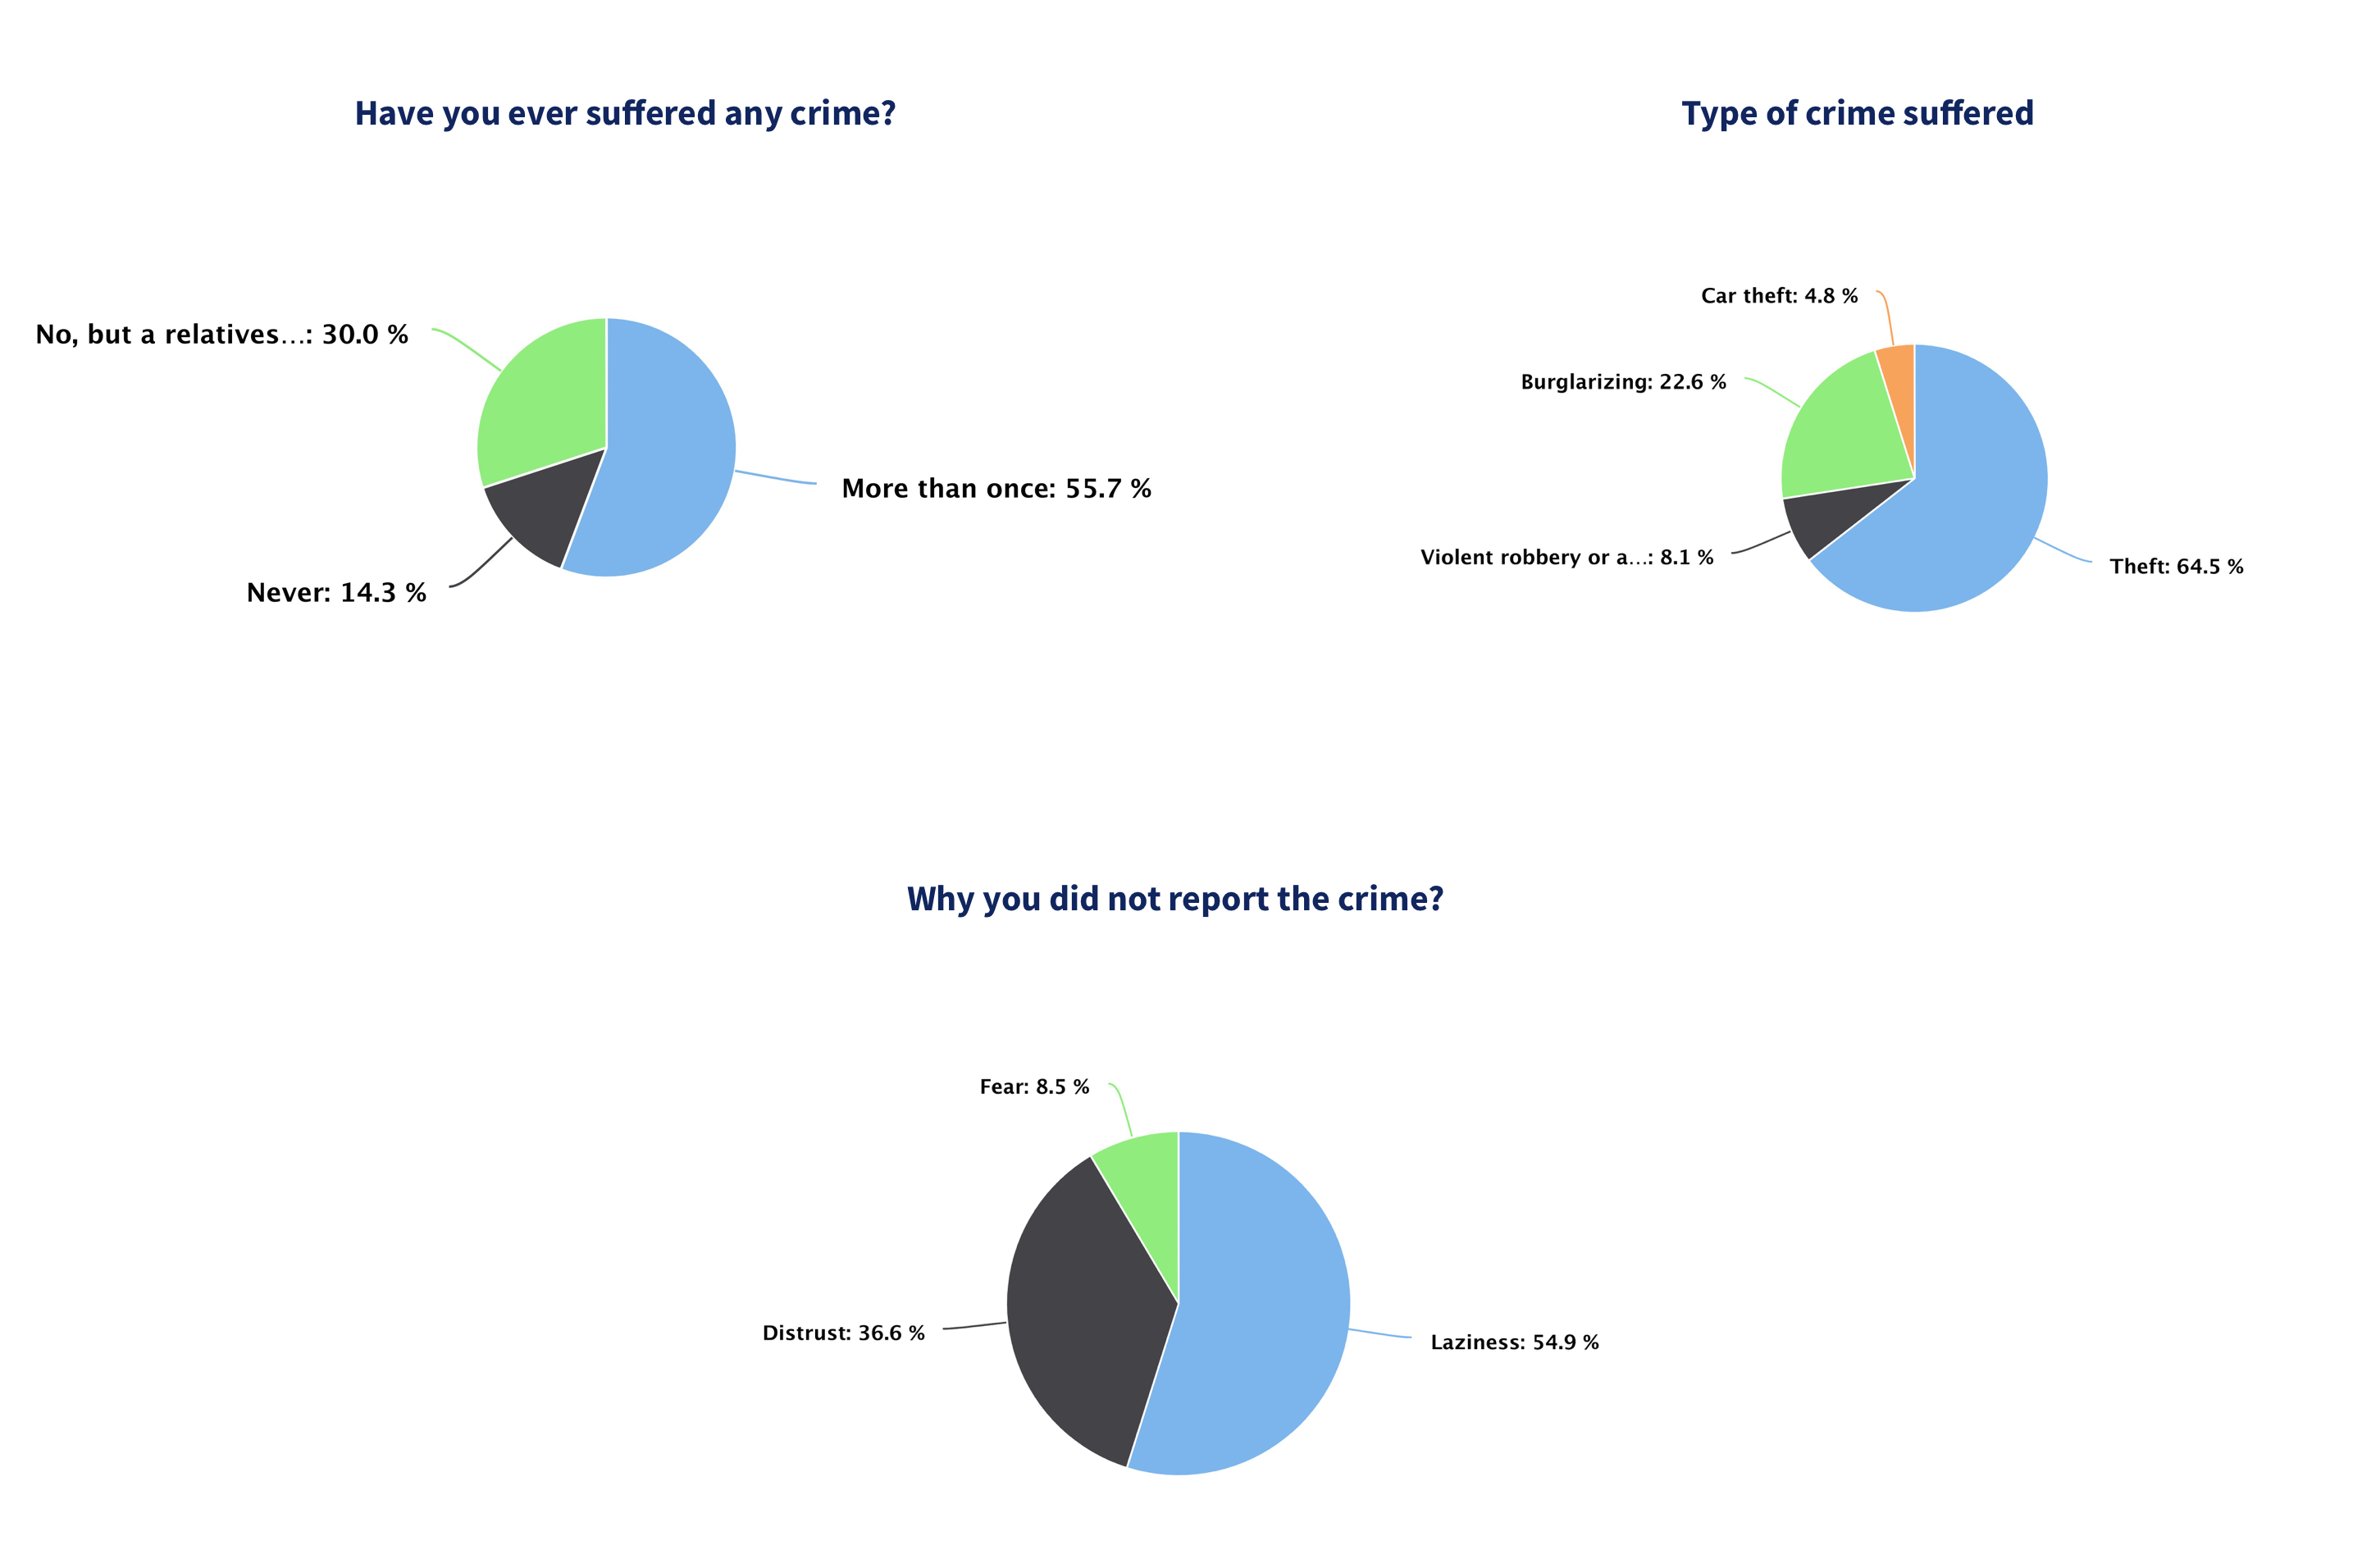 Have you ever suffered any crime?
No, but a relatives...: 30.0 %
More than once: 55.7 %
Never: 14.3 %
Type of crime suffered
Car theft: 4.8 %
Burglarizing: 22.6 %
Violent robbery or a...: 8.1 %
Theft: 64.5 %
Why you did not report the crime?
Fear: 8.5 %
Distrust: 36.6 %
Laziness: 54.9 %